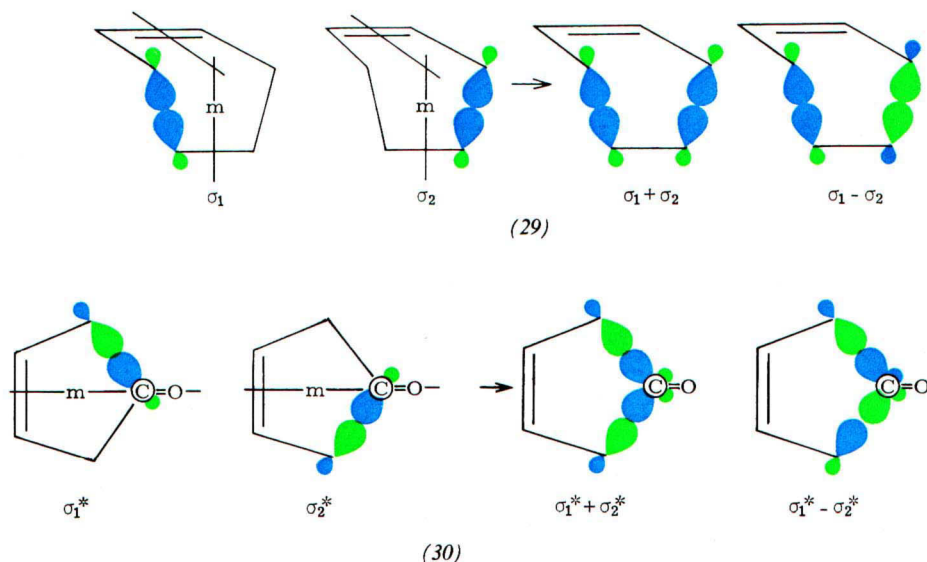 m m
σ₁ σ₂ σ₁ + σ₂ σ₁ - σ₂
(29)
m C=O m C=O C=O C=O
σ₁* σ₂* σ₁* + σ₂* σ₁* - σ₂*
(30)